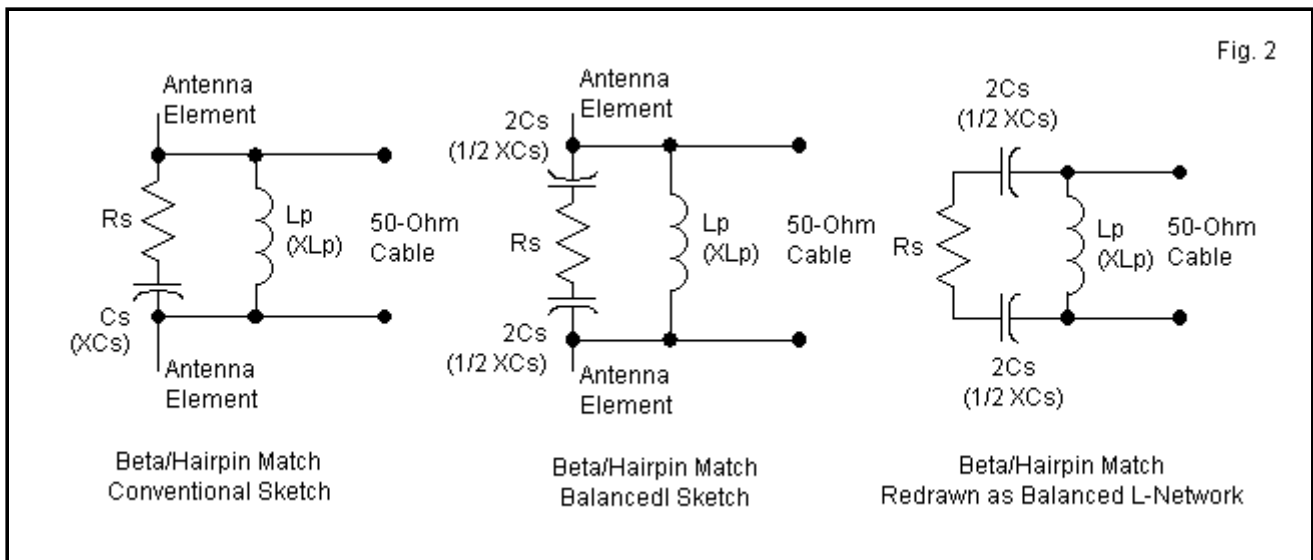 Fig. 2
Antenna
Element
Rs
Lp
(XLp)
50-Ohm
Cable
Cs
(XCs)
Antenna
Element
Beta/Hairpin Match
Conventional Sketch
2Cs
(1/2 XCs)
Antenna
Element
Rs
Lp
(XLp)
50-Ohm
Cable
2Cs
(1/2 XCs)
Antenna
Element
Beta/Hairpin Match
Balancedl Sketch
2Cs
(1/2 XCs)
Rs
Lp
(XLp)
50-Ohm
Cable
2Cs
(1/2 XCs)
Beta/Hairpin Match
Redrawn as Balanced L-Network